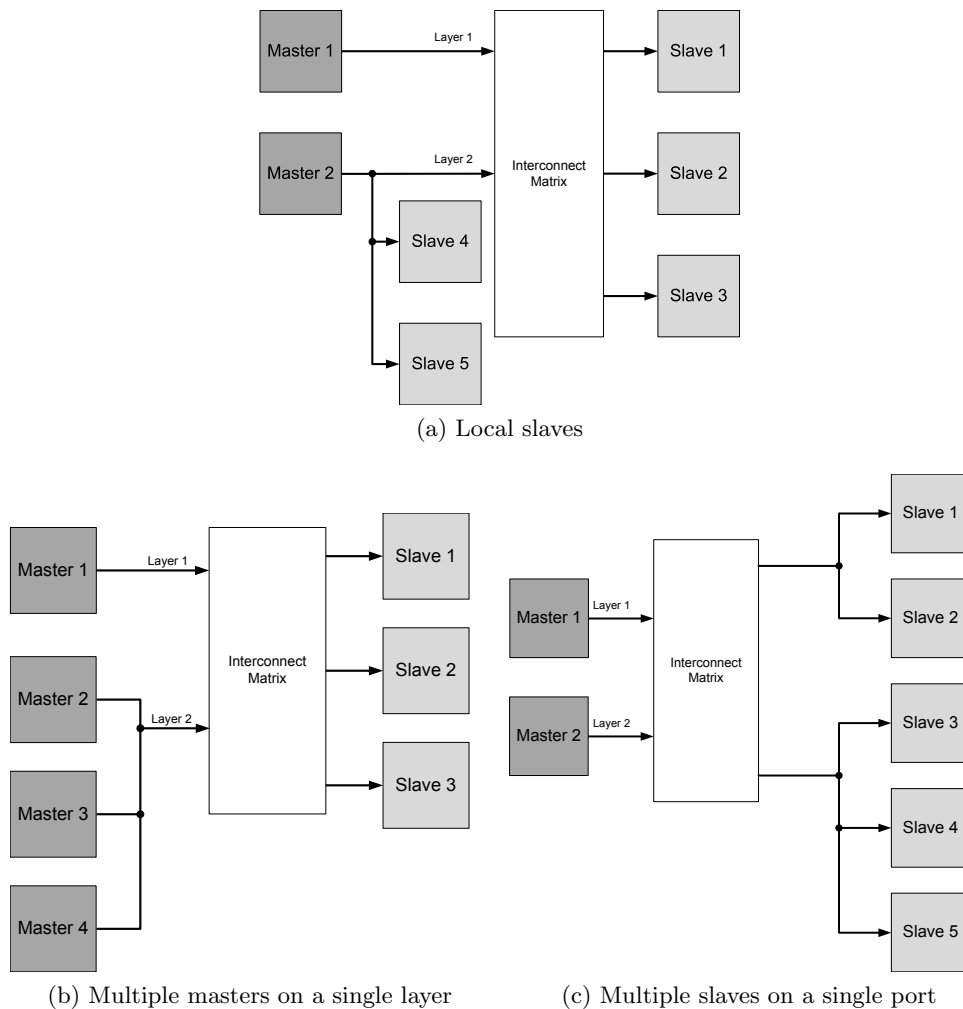 Master 1
Layer 1
Slave 1
Master 2
Layer 2
Interconnect
Matrix
Slave 2
Slave 4
Slave 3
Slave 5
(a) Local slaves
Master 1
Layer 1
Slave 1
Master 2
Layer 2
Interconnect
Matrix
Slave 2
Master 3
Slave 3
Master 4
(b) Multiple masters on a single layer
Slave 1
Master 1
Layer 1
Slave 2
Interconnect
Matrix
Master 2
Layer 2
Slave 3
Slave 4
Slave 5
(c) Multiple slaves on a single port